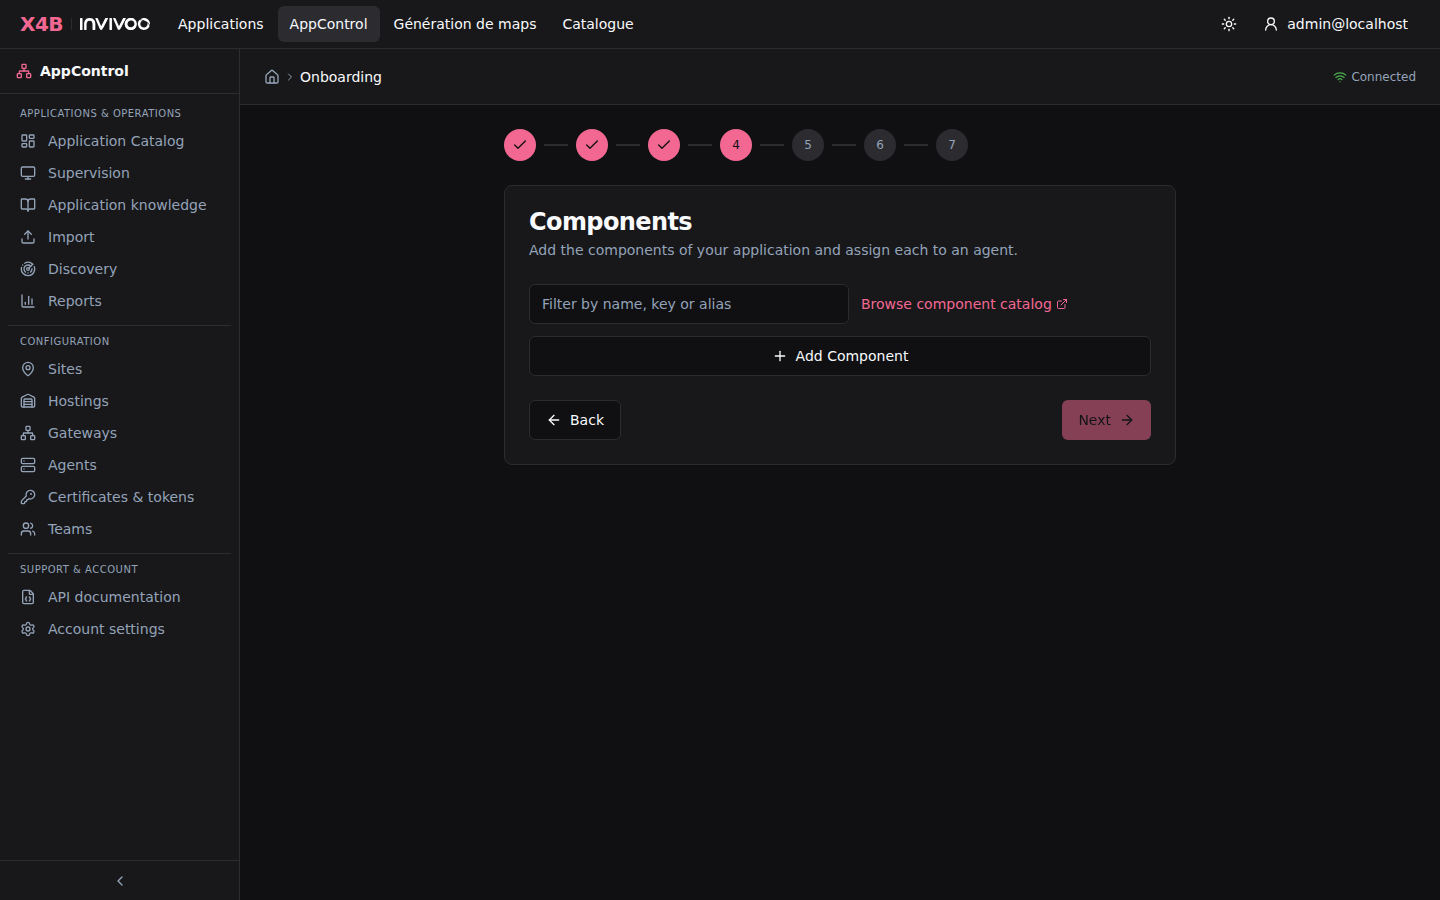 X4B INVIVOO Applications AppControl Génération de maps Catalogue admin@localhost
AppControl
Onboarding
Connected
APPLICATIONS & OPERATIONS
Application Catalog
Supervision
Application knowledge
Import
Discovery
Reports
CONFIGURATION
Sites
Hostings
Gateways
Agents
Certificates & tokens
Teams
SUPPORT & ACCOUNT
API documentation
Account settings
4 5 6 7
Components
Add the components of your application and assign each to an agent.
Filter by name, key or alias Browse component catalog
Add Component
Back Next